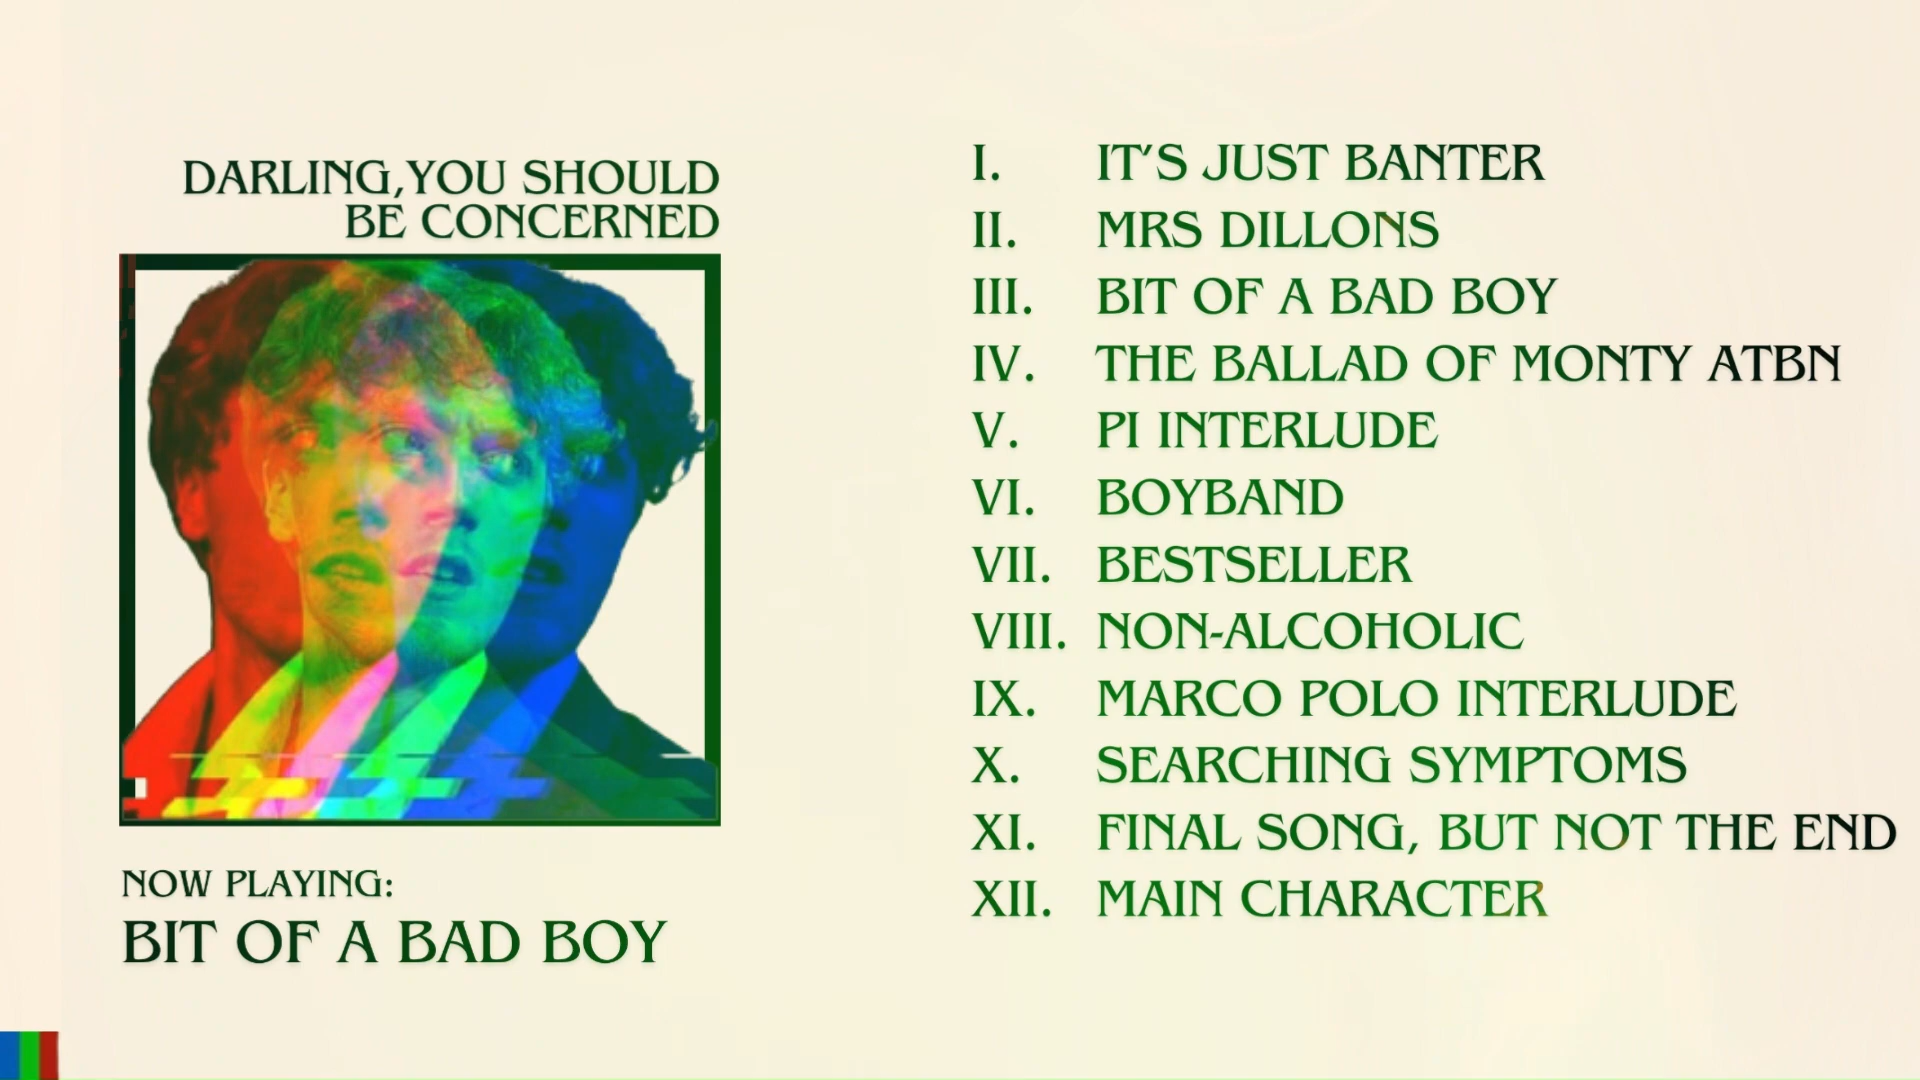 DARLING,YOU SHOULD
BE CONCERNED
NOW PLAYING:
BIT OF A BAD BOY
I. IT'S JUST BANTER
II. MRS DILLONS
III. BIT OF A BAD BOY
IV. THE BALLAD OF MONTY ATBN
V. PI INTERLUDE
VI. BOYBAND
VII. BESTSELLER
VIII. NON-ALCOHOLIC
IX. MARCO POLO INTERLUDE
X. SEARCHING SYMPTOMS
XI. FINAL SONG, BUT NOT THE END
XII. MAIN CHARACTER